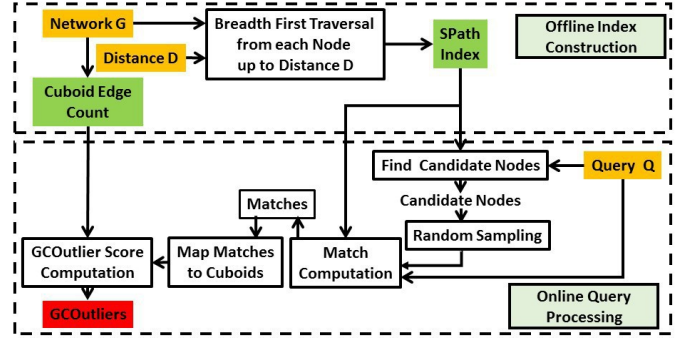 Network G
Distance D
Breadth First Traversal
from each Node
up to Distance D
SPath
Index
Offline Index
Construction
Cuboid Edge
Count
Find Candidate Nodes
Query Q
Candidate Nodes
Random Sampling
Matches
GCOutlier Score
Computation
Map Matches
to Cuboids
Match
Computation
GCOutliers
Online Query
Processing